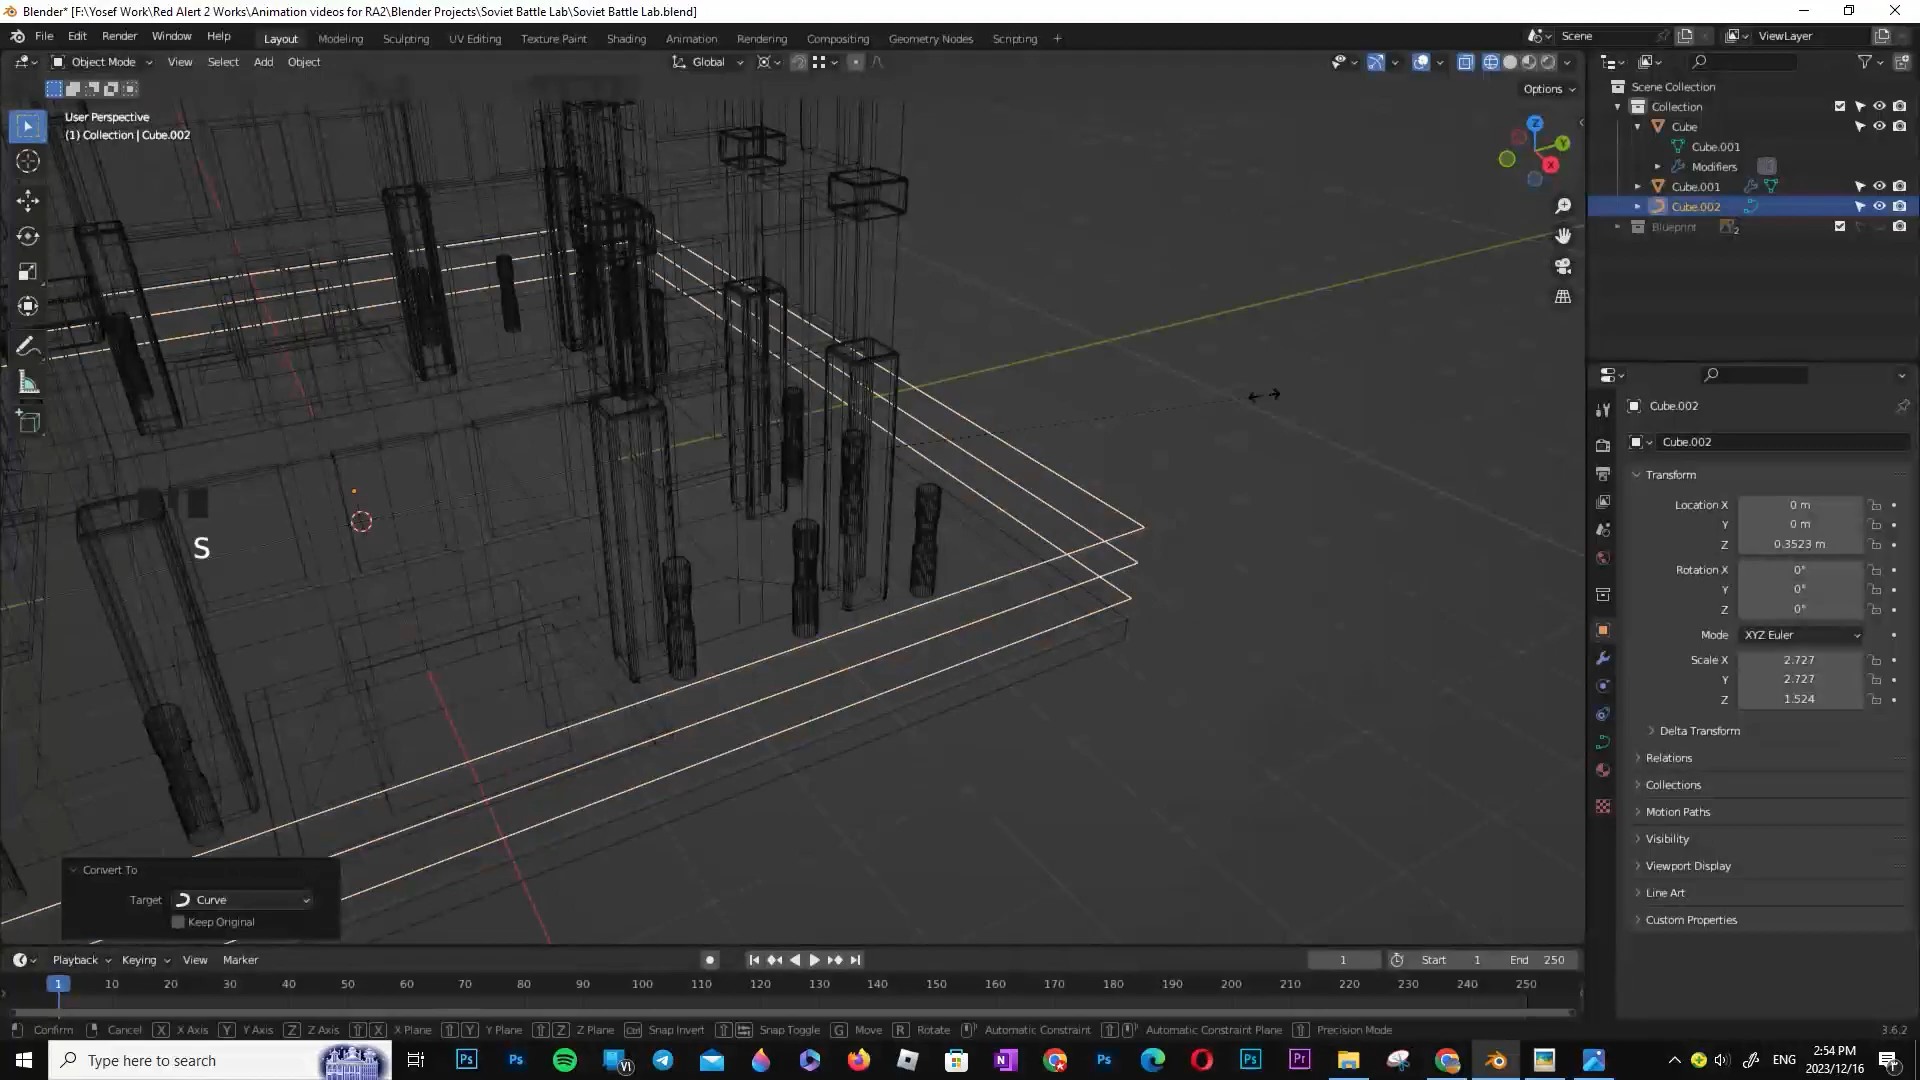 Blender* [F:\Yosef Work\Red Alert 2 Works\Animation videos for RA2\Blender Projects\Soviet Battle Lab\Soviet Battle Lab.blend]
File Edit Render Window Help Layout Modeling Sculpting UV Editing Texture Paint Shading Animation Rendering Compositing Geometry Nodes Scripting + Scene ViewLayer
Object Mode View Select Add Object Global
Options
User Perspective
(1) Collection | Cube.002
Z
Y
X
S
Convert To
Target Curve
Keep Original
Scene Collection
Collection
Cube
Cube.001
Modifiers
Cube.001
Cube.002
Blueprint 2
Cube.002
Cube.002
Transform
Location X 0 m
Y 0 m
Z 0.3523 m
Rotation X 0°
Y 0°
Z 0°
Mode XYZ Euler
Scale X 2.727
Y 2.727
Z 1.524
Delta Transform
Relations
Collections
Motion Paths
Visibility
Viewport Display
Line Art
Custom Properties
Playback Keying View Marker 1 Start 1 End 250
1 10 20 30 40 50 60 70 80 90 100 110 120 130 140 150 160 170 180 190 200 210 220 230 240 250
Confirm Cancel X X Axis Y Y Axis Z Z Axis X X Plane Y Y Plane Z Z Plane Ctrl Snap Invert Snap Toggle G Move R Rotate Automatic Constraint Automatic Constraint Plane Precision Mode 3.6.2
Type here to search
ENG
2:54 PM
2023/12/16